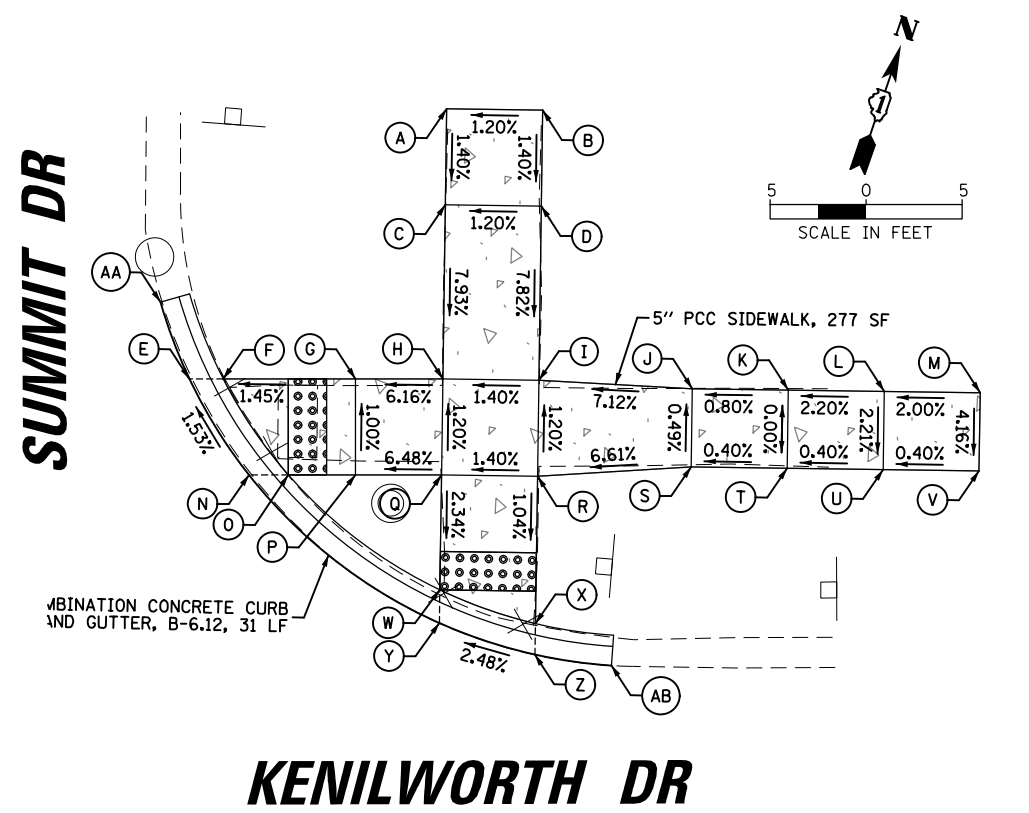 N
1
5 0 5
SCALE IN FEET
SUMMIT DR
A
B
1.20%
1.40%
1.40%
C
D
1.20%
7.93%
7.82%
AA
5" PCC SIDEWALK, 277 SF
E
F
G
H
I
J
K
L
M
1.45%
6.16%
1.40%
7.12%
0.80%
2.20%
2.00%
1.53%
1.00%
1.20%
1.20%
0.49%
0.00%
2.21%
4.16%
6.48%
1.40%
6.61%
0.40%
0.40%
0.40%
N
O
P
Q
R
S
T
U
V
2.34%
1.04%
MBINATION CONCRETE CURB
AND GUTTER, B-6.12, 31 LF
W
X
Y
Z
2.48%
AB
KENILWORTH DR